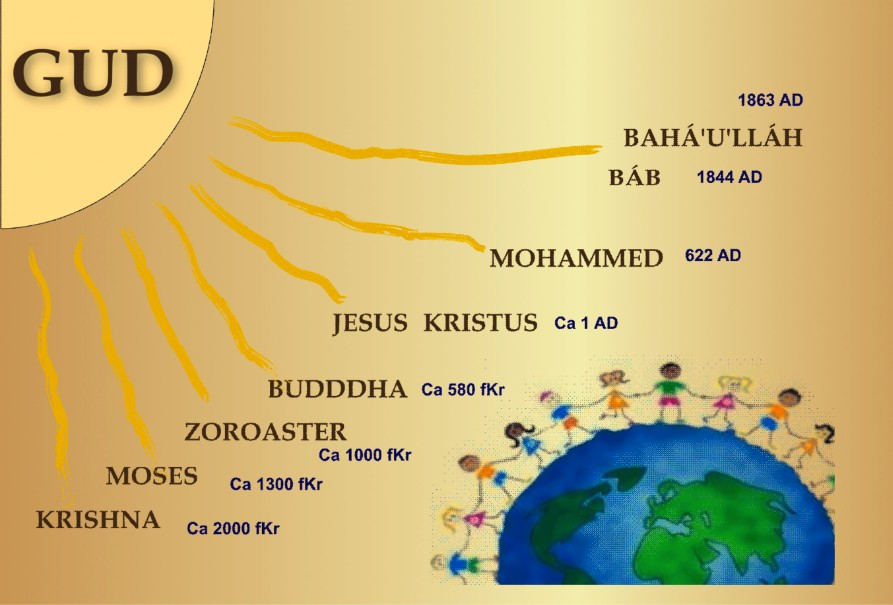 GUD
1863 AD
BAHÁ'U'LLÁH
BÁB 1844 AD
MOHAMMED 622 AD
JESUS KRISTUS Ca 1 AD
BUDDDHA Ca 580 fKr
ZOROASTER
Ca 1000 fKr
MOSES Ca 1300 fKr
KRISHNA Ca 2000 fKr